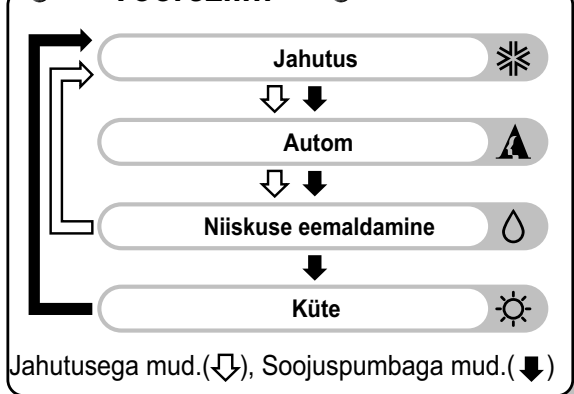 Jahutus
Autom
Niiskuse eemaldamine
Küte
Jahutusega mud.(⇩), Soojuspumbaga mud.(⬇)